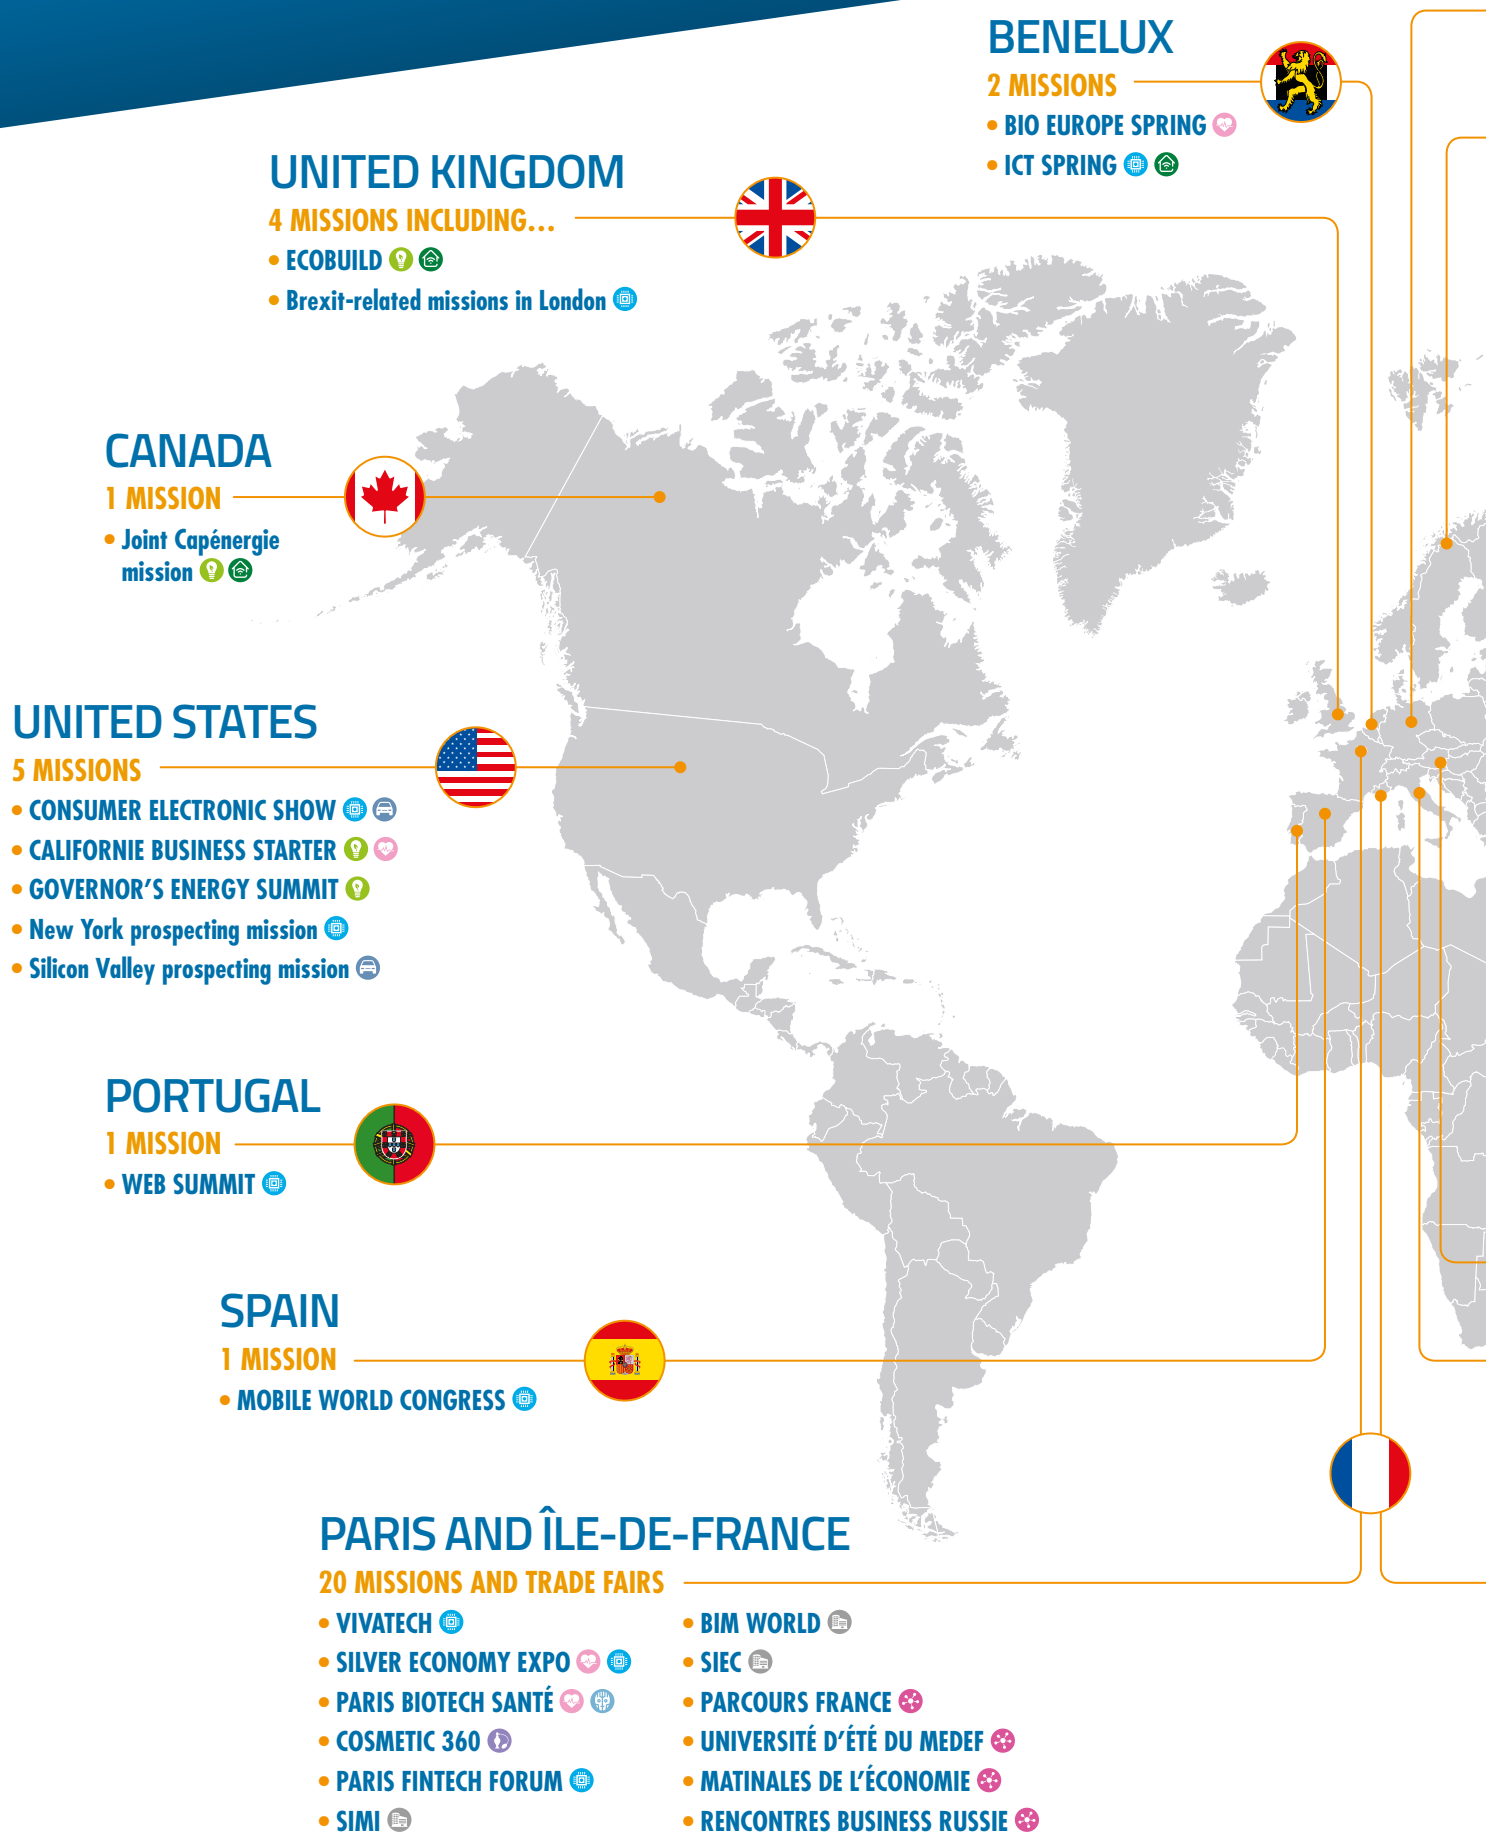 BENELUX
2 MISSIONS
• BIO EUROPE SPRING
• ICT SPRING
UNITED KINGDOM
4 MISSIONS INCLUDING...
• ECOBUILD
• Brexit-related missions in London
CANADA
1 MISSION
• Joint Capénergie
mission
UNITED STATES
5 MISSIONS
• CONSUMER ELECTRONIC SHOW
• CALIFORNIE BUSINESS STARTER
• GOVERNOR’S ENERGY SUMMIT
• New York prospecting mission
• Silicon Valley prospecting mission
PORTUGAL
1 MISSION
• WEB SUMMIT
SPAIN
1 MISSION
• MOBILE WORLD CONGRESS
PARIS AND ÎLE-DE-FRANCE
20 MISSIONS AND TRADE FAIRS
• VIVATECH
• SILVER ECONOMY EXPO
• PARIS BIOTECH SANTÉ
• COSMETIC 360
• PARIS FINTECH FORUM
• SIMI
• BIM WORLD
• SIEC
• PARCOURS FRANCE
• UNIVERSITÉ D’ÉTÉ DU MEDEF
• MATINALES DE L’ÉCONOMIE
• RENCONTRES BUSINESS RUSSIE